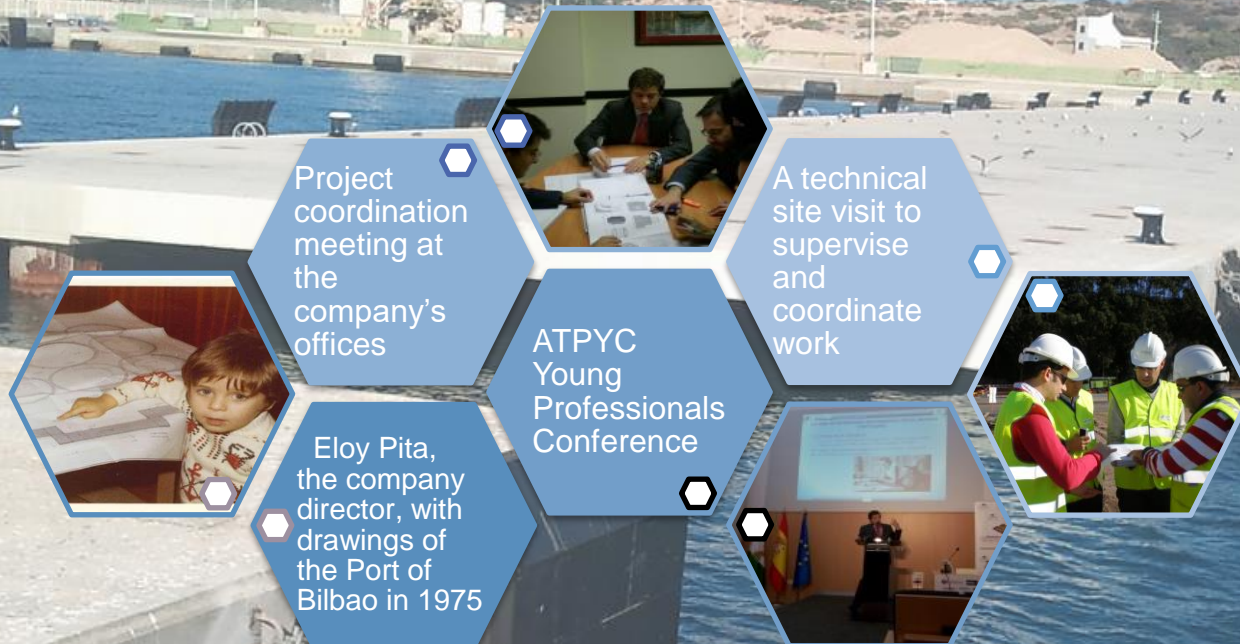 Project
coordination
meeting at
the
company's
offices
A technical
site visit to
supervise
and
coordinate
work
ATPYC
Young
Professionals
Conference
Eloy Pita,
the company
director, with
drawings of
the Port of
Bilbao in 1975